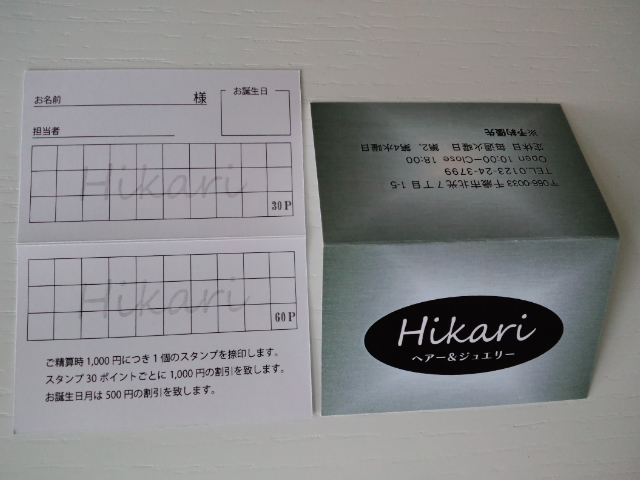 お名前 様
お誕生日
担当者
Hikari
30P
Hikari
60P
ご精算時1,000円につき1個のスタンプを捺印します。
スタンプ30ポイントごとに1,000円の割引を致します。
お誕生日月は500円の割引を致します。
〒066-0033 千歳市北光7丁目1-5
TEL.0123-24-3799
Open 10:00~Close 18:00
定休日 毎週火曜日 第2、第4水曜日
※予約優先
Hikari
ヘアー&ジュエリー